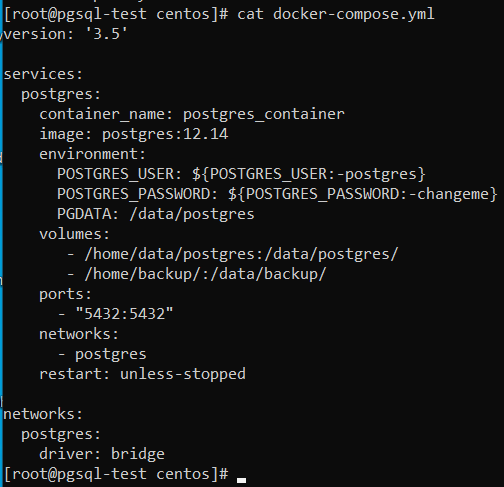 [root@pgsql-test centos]# cat docker-compose.yml
version: '3.5'

services:
  postgres:
    container_name: postgres_container
    image: postgres:12.14
    environment:
      POSTGRES_USER: ${POSTGRES_USER:-postgres}
      POSTGRES_PASSWORD: ${POSTGRES_PASSWORD:-changeme}
      PGDATA: /data/postgres
    volumes:
       - /home/data/postgres:/data/postgres/
       - /home/backup/:/data/backup/
    ports:
      - "5432:5432"
    networks:
      - postgres
    restart: unless-stopped

networks:
  postgres:
    driver: bridge
[root@pgsql-test centos]#